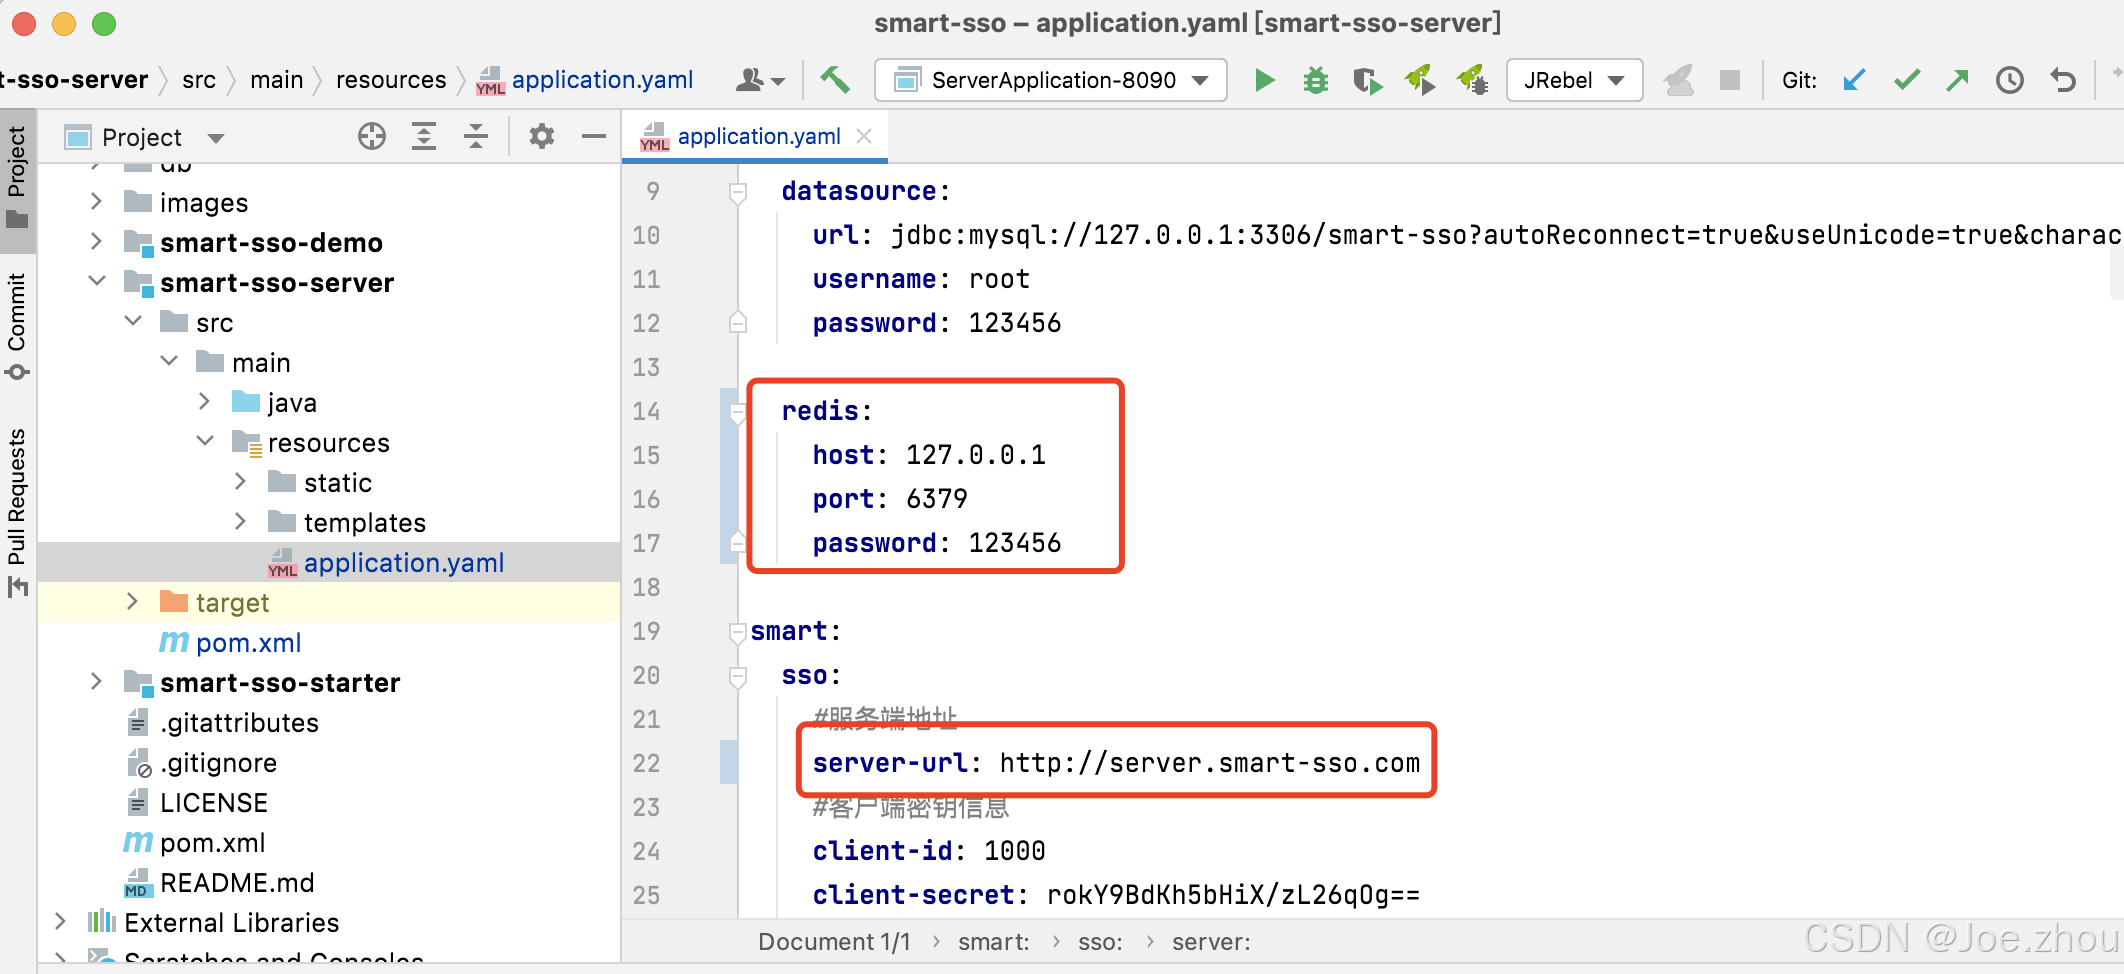 smart-sso – application.yaml [smart-sso-server]
t-sso-server
src
main
resources
application.yaml
ServerApplication-8090
JRebel
Git:
Project
Commit
Pull Requests
Project
db
images
smart-sso-demo
smart-sso-server
src
main
java
resources
static
templates
application.yaml
target
pom.xml
smart-sso-starter
.gitattributes
.gitignore
LICENSE
pom.xml
README.md
External Libraries
Scratches and Consoles
application.yaml
9 datasource:
10 url: jdbc:mysql://127.0.0.1:3306/smart-sso?autoReconnect=true&useUnicode=true&charac
11 username: root
12 password: 123456
13
14 redis:
15 host: 127.0.0.1
16 port: 6379
17 password: 123456
18
19 smart:
20 sso:
21 #服务端地址
22 server-url: http://server.smart-sso.com
23 #客户端密钥信息
24 client-id: 1000
25 client-secret: rokY9BdKh5bHiX/zL26qOg==
Document 1/1 › smart: › sso: › server:
CSDN @Joe.zhou